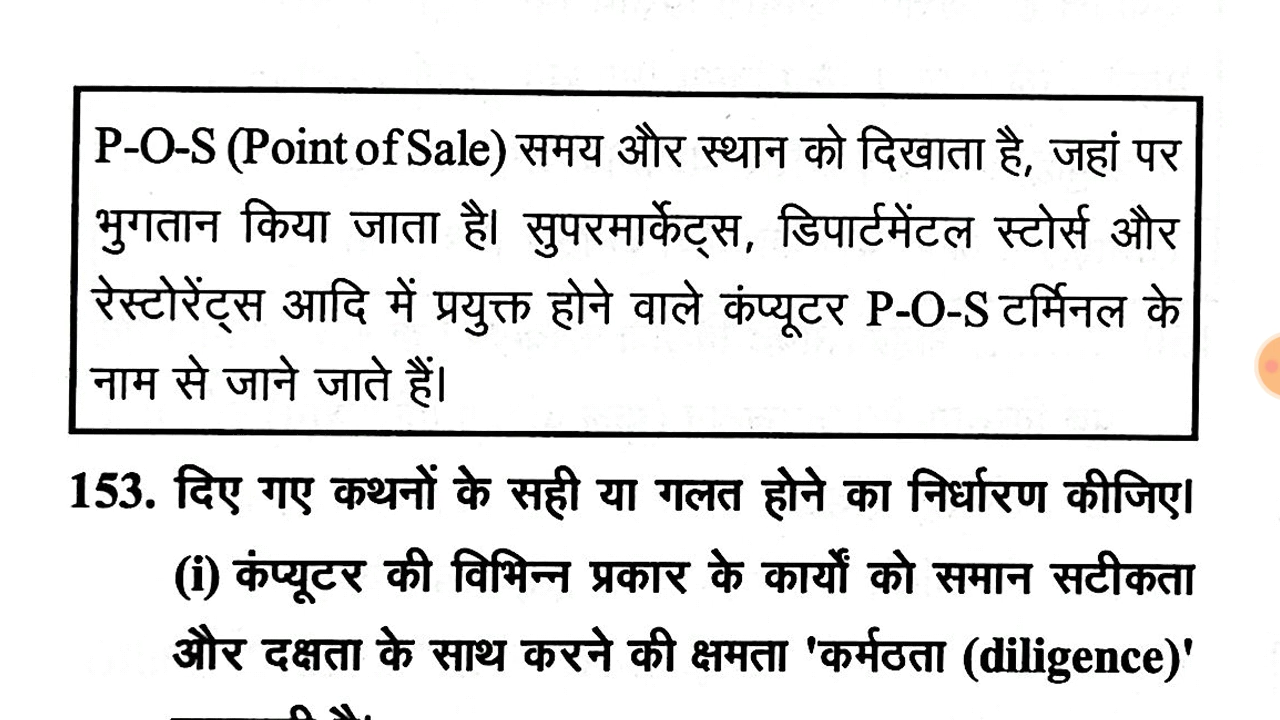 P-O-S (Point of Sale) समय और स्थान को दिखाता है, जहां पर
भुगतान किया जाता है। सुपरमार्केट्स, डिपार्टमेंटल स्टोर्स और
रेस्टोरेंट्स आदि में प्रयुक्त होने वाले कंप्यूटर P-O-S टर्मिनल के
नाम से जाने जाते हैं।
153. दिए गए कथनों के सही या गलत होने का निर्धारण कीजिए।
(i) कंप्यूटर की विभिन्न प्रकार के कार्यों को समान सटीकता
और दक्षता के साथ करने की क्षमता 'कर्मठता (diligence)'